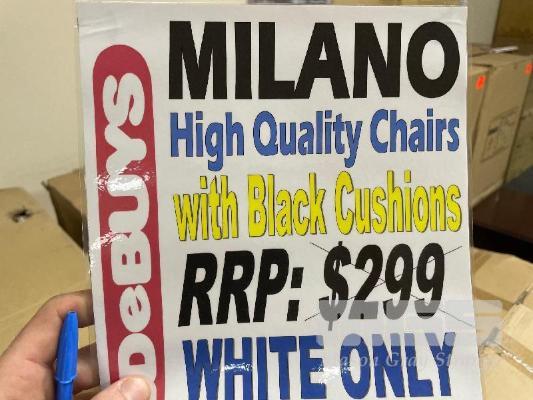 MILANO
High Quality Chairs
with Black Cushions
RRP: $299
WHITE ONLY
DeBUYS